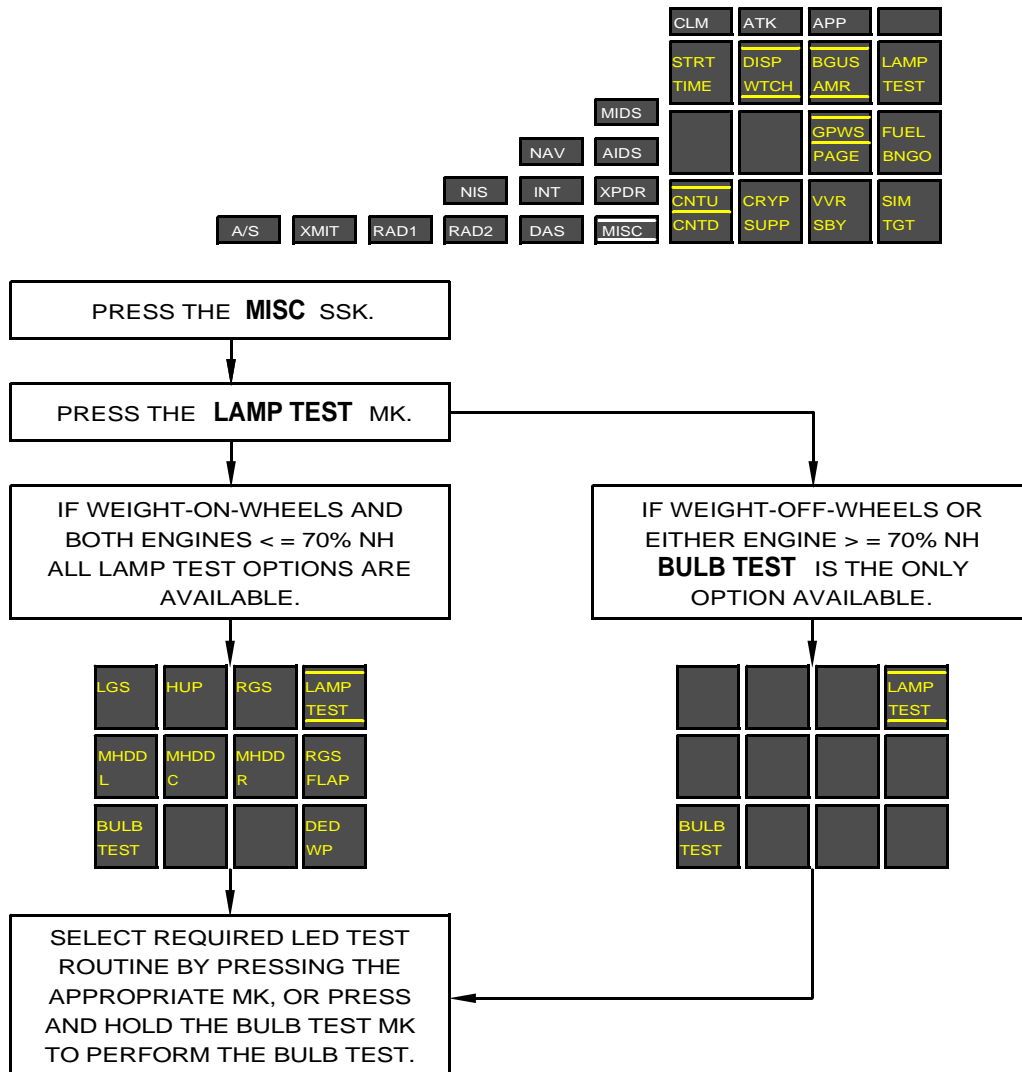 CLM ATK APP
STRT DISP BGUS LAMP
TIME WTCH AMR TEST
MIDS
GPWS FUEL
NAV AIDS PAGE BNGO
NIS INT XPDR CNTU CRYP VVR SIM
A/S XMIT RAD1 RAD2 DAS MISC CNTD SUPP SBY TGT
PRESS THE MISC SSK.
PRESS THE LAMP TEST MK.
IF WEIGHT-ON-WHEELS AND
BOTH ENGINES < = 70% NH
ALL LAMP TEST OPTIONS ARE
AVAILABLE.
IF WEIGHT-OFF-WHEELS OR
EITHER ENGINE > = 70% NH
BULB TEST IS THE ONLY
OPTION AVAILABLE.
LGS HUP RGS LAMP
TEST
MHDD MHDD MHDD RGS
L C R FLAP
BULB DED
TEST WP
LAMP
TEST
BULB
TEST
SELECT REQUIRED LED TEST
ROUTINE BY PRESSING THE
APPROPRIATE MK, OR PRESS
AND HOLD THE BULB TEST MK
TO PERFORM THE BULB TEST.